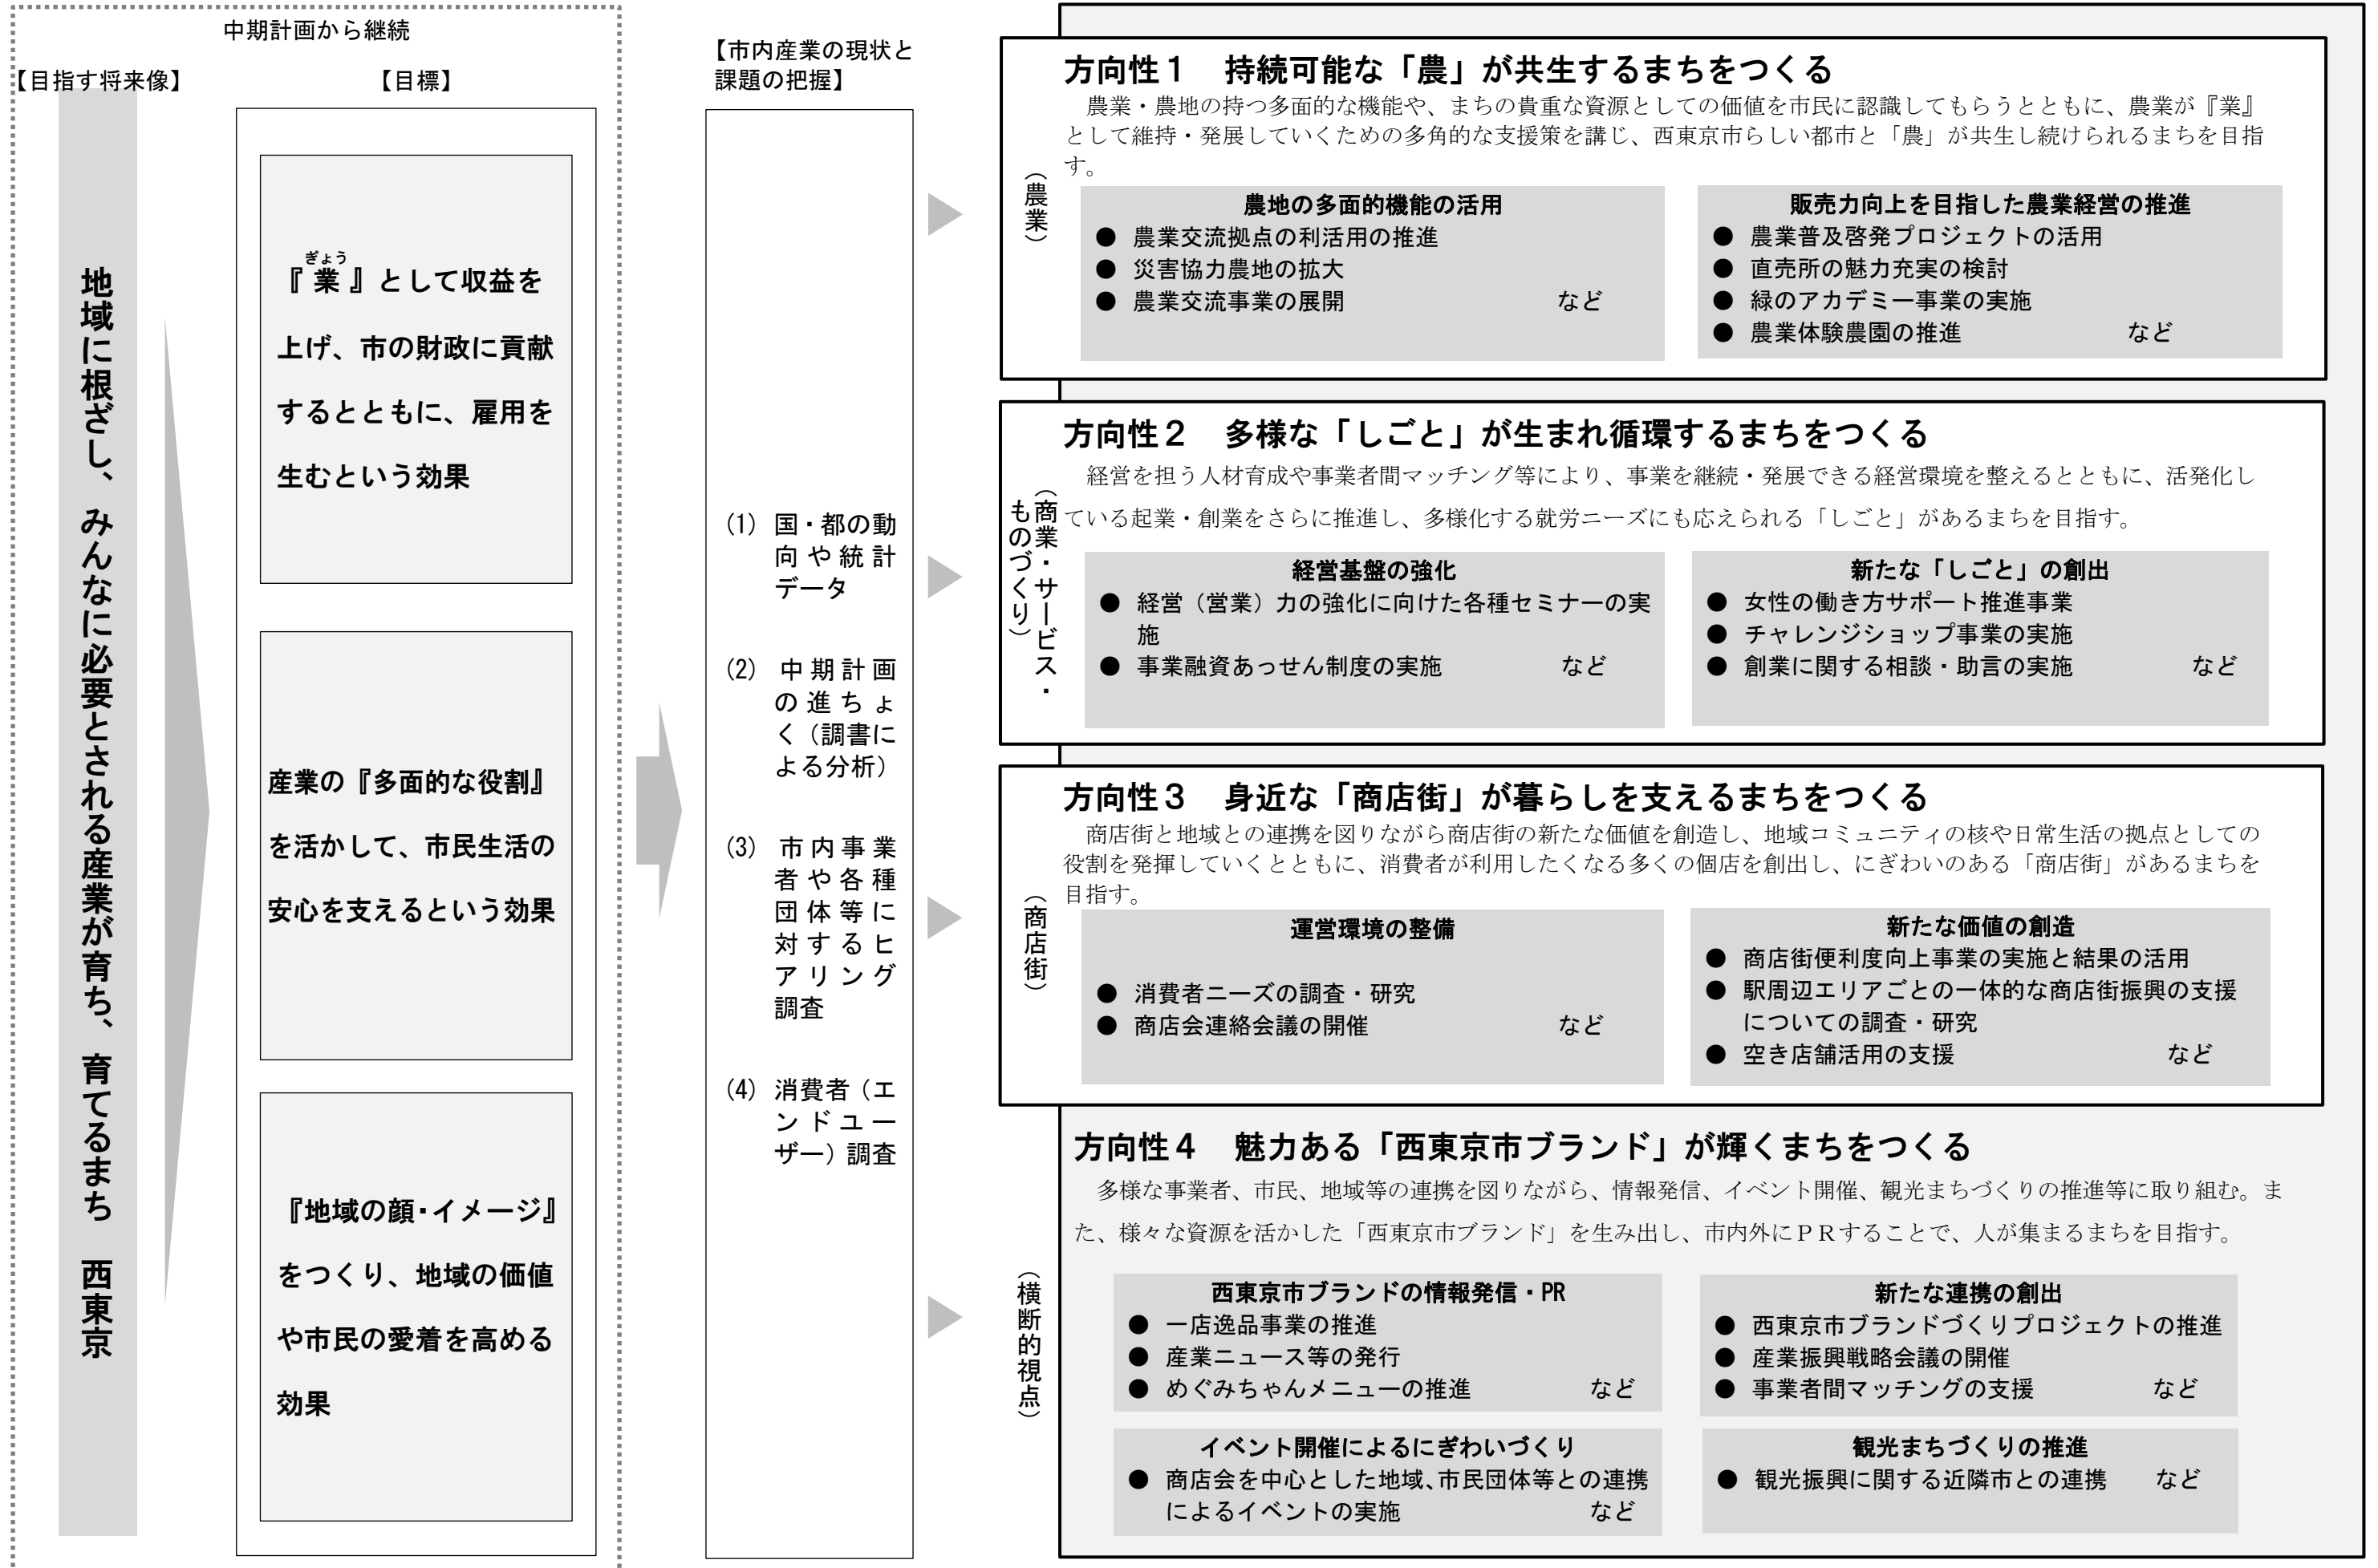 中期計画から継続
【目指す将来像】
【目標】
地域に根ざし、みんなに必要とされる産業が育ち、育てるまち　西東京
ぎょう
『業』として収益を
上げ、市の財政に貢献
するとともに、雇用を
生むという効果
産業の『多面的な役割』
を活かして、市民生活の
安心を支えるという効果
『地域の顔・イメージ』
をつくり、地域の価値
や市民の愛着を高める
効果
【市内産業の現状と
課題の把握】
(1) 国・都の動
向や統計
データ
(2) 中期計画
の進ちょ
く（調書に
よる分析）
(3) 市内事業
者や各種
団体等に
対するヒ
アリング
調査
(4) 消費者（エ
ンドユー
ザー）調査
（農業）
方向性１　持続可能な「農」が共生するまちをつくる
農業・農地の持つ多面的な機能や、まちの貴重な資源としての価値を市民に認識してもらうとともに、農業が『業』
として維持・発展していくための多角的な支援策を講じ、西東京市らしい都市と「農」が共生し続けられるまちを目指
す。
農地の多面的機能の活用
● 農業交流拠点の利活用の推進
● 災害協力農地の拡大
● 農業交流事業の展開　など
販売力向上を目指した農業経営の推進
● 農業普及啓発プロジェクトの活用
● 直売所の魅力充実の検討
● 緑のアカデミー事業の実施
● 農業体験農園の推進　など
（商業・サービス・
ものづくり）
方向性２　多様な「しごと」が生まれ循環するまちをつくる
経営を担う人材育成や事業者間マッチング等により、事業を継続・発展できる経営環境を整えるとともに、活発化し
ている起業・創業をさらに推進し、多様化する就労ニーズにも応えられる「しごと」があるまちを目指す。
経営基盤の強化
● 経営（営業）力の強化に向けた各種セミナーの実
施
● 事業融資あっせん制度の実施　など
新たな「しごと」の創出
● 女性の働き方サポート推進事業
● チャレンジショップ事業の実施
● 創業に関する相談・助言の実施　など
（商店街）
方向性３　身近な「商店街」が暮らしを支えるまちをつくる
商店街と地域との連携を図りながら商店街の新たな価値を創造し、地域コミュニティの核や日常生活の拠点としての
役割を発揮していくとともに、消費者が利用したくなる多くの個店を創出し、にぎわいのある「商店街」があるまちを
目指す。
運営環境の整備
● 消費者ニーズの調査・研究
● 商店会連絡会議の開催　など
新たな価値の創造
● 商店街便利度向上事業の実施と結果の活用
● 駅周辺エリアごとの一体的な商店街振興の支援
についての調査・研究
● 空き店舗活用の支援　など
（横断的視点）
方向性４　魅力ある「西東京市ブランド」が輝くまちをつくる
多様な事業者、市民、地域等の連携を図りながら、情報発信、イベント開催、観光まちづくりの推進等に取り組む。ま
た、様々な資源を活かした「西東京市ブランド」を生み出し、市内外にＰＲすることで、人が集まるまちを目指す。
西東京市ブランドの情報発信・PR
● 一店逸品事業の推進
● 産業ニュース等の発行
● めぐみちゃんメニューの推進　など
新たな連携の創出
● 西東京市ブランドづくりプロジェクトの推進
● 産業振興戦略会議の開催
● 事業者間マッチングの支援　など
イベント開催によるにぎわいづくり
● 商店会を中心とした地域、市民団体等との連携
によるイベントの実施　など
観光まちづくりの推進
● 観光振興に関する近隣市との連携　など